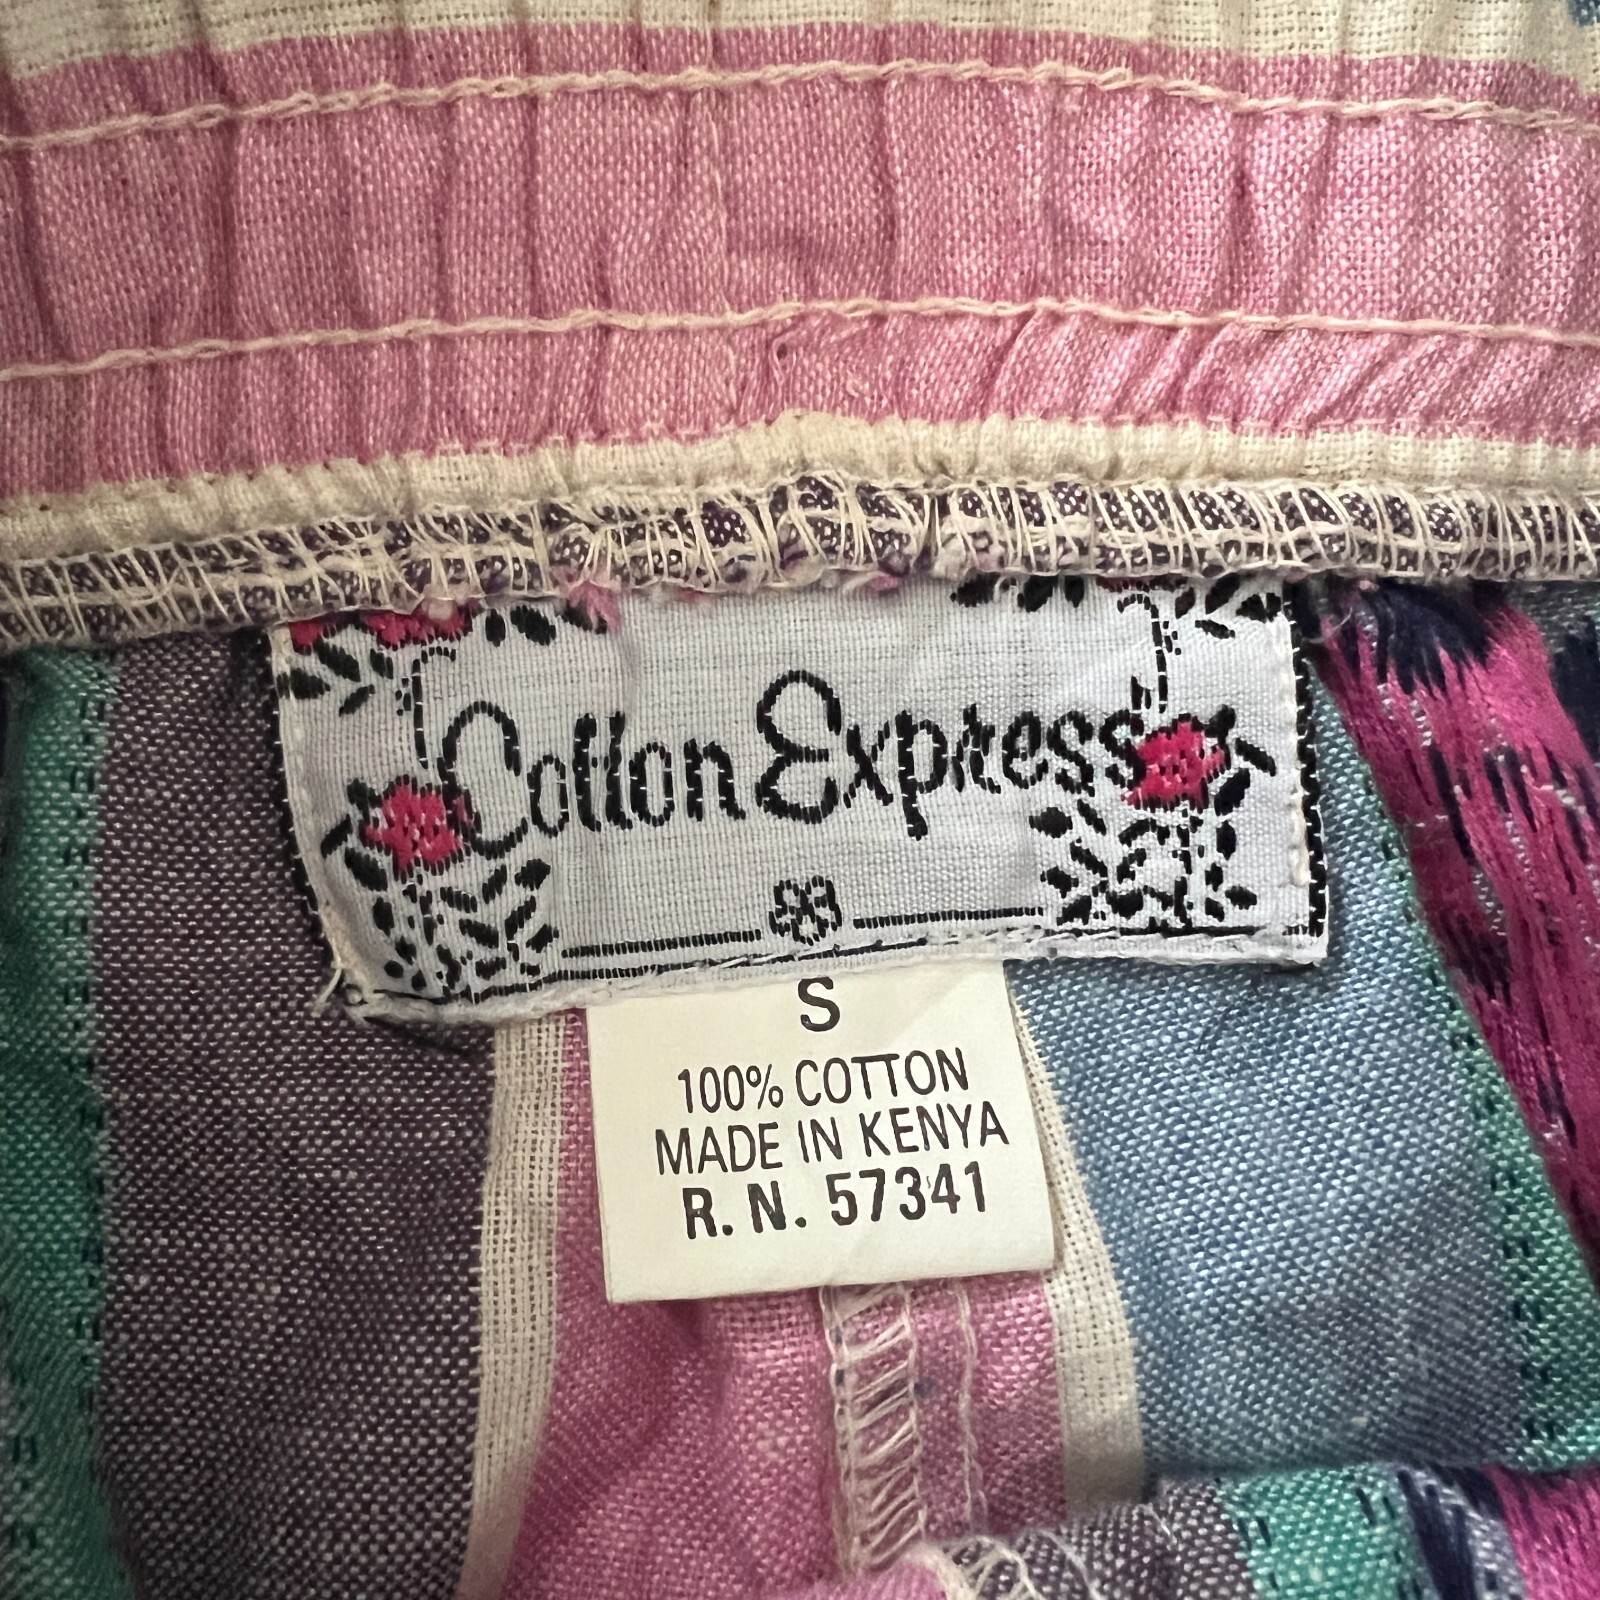 Cotton Express
S
100% COTTON
MADE IN KENYA
R.N. 57341